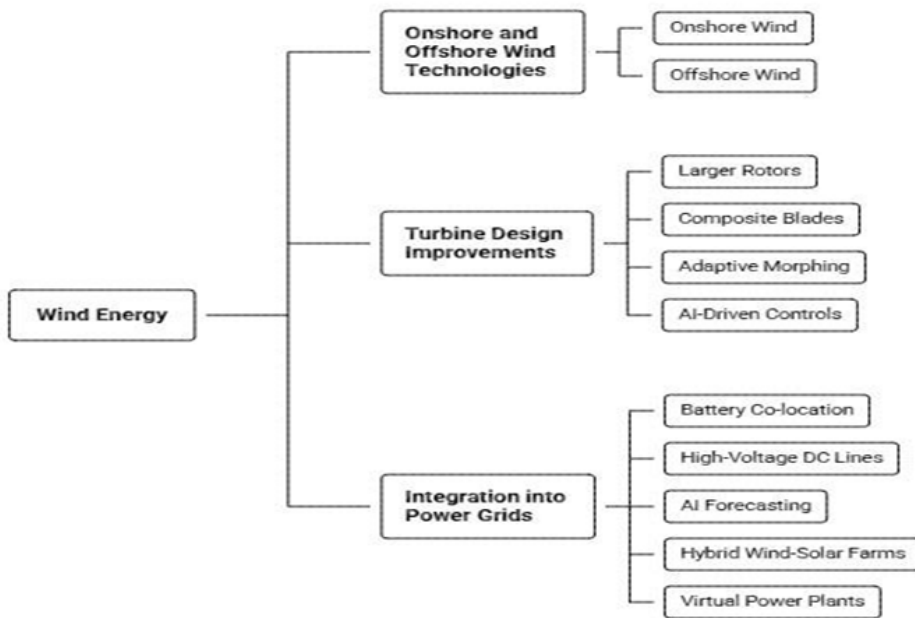 Wind Energy
Onshore and
Offshore Wind
Technologies
Onshore Wind
Offshore Wind
Turbine Design
Improvements
Larger Rotors
Composite Blades
Adaptive Morphing
AI-Driven Controls
Integration into
Power Grids
Battery Co-location
High-Voltage DC Lines
AI Forecasting
Hybrid Wind-Solar Farms
Virtual Power Plants